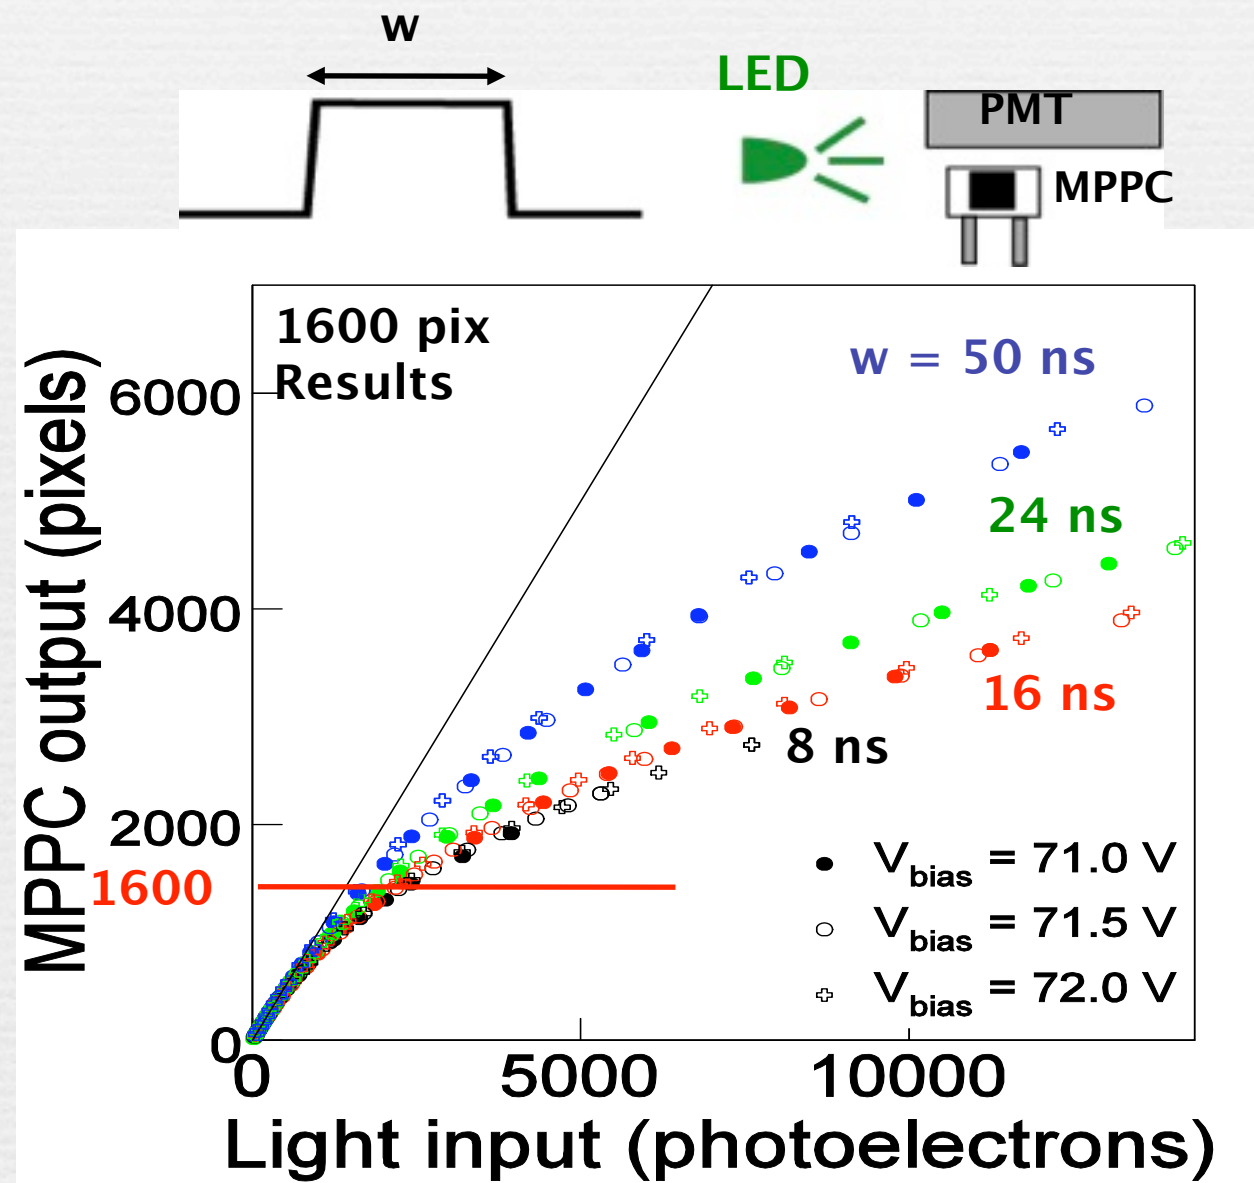 w
LED
PMT
MPPC
1600 pix
Results
w = 50 ns
24 ns
16 ns
8 ns
Vbias = 71.0 V
Vbias = 71.5 V
Vbias = 72.0 V
6000
4000
2000
1600
0
0 5000 10000
MPPC output (pixels)
Light input (photoelectrons)